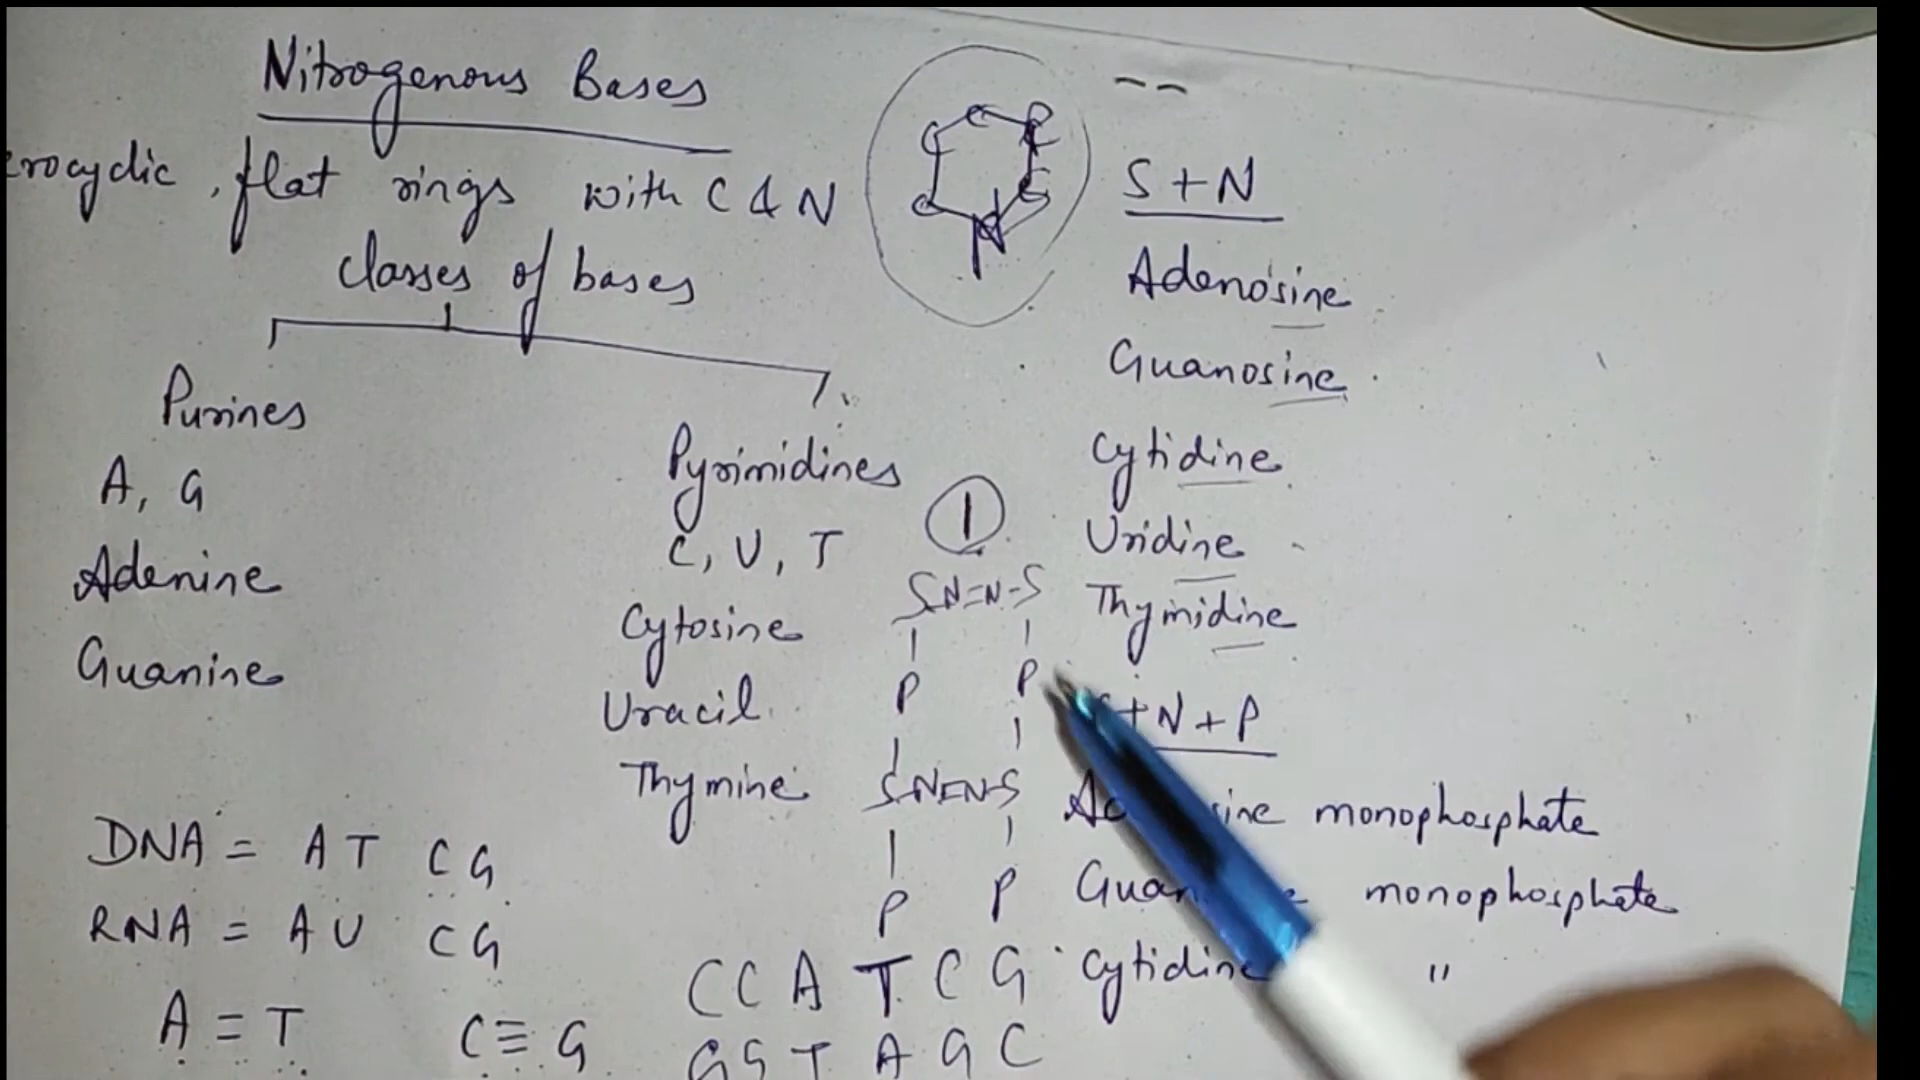 Nitrogenous Bases
erocyclic, flat rings with C & N
Classes of bases
Purines
A, G
Adenine
Guanine
Pyrimidines
C, U, T
Cytosine
Uracil
Thymine
DNA = A T C G
RNA = A U C G
A = T C ≡ G
1
S N=N-S
P P
S N=N-S
P P
C C A T C G
G G T A G C
S + N
Adenosine
Guanosine
Cytidine
Uridine
Thymidine
+ N + P
monophosphate
monophosphate
Cytidine "